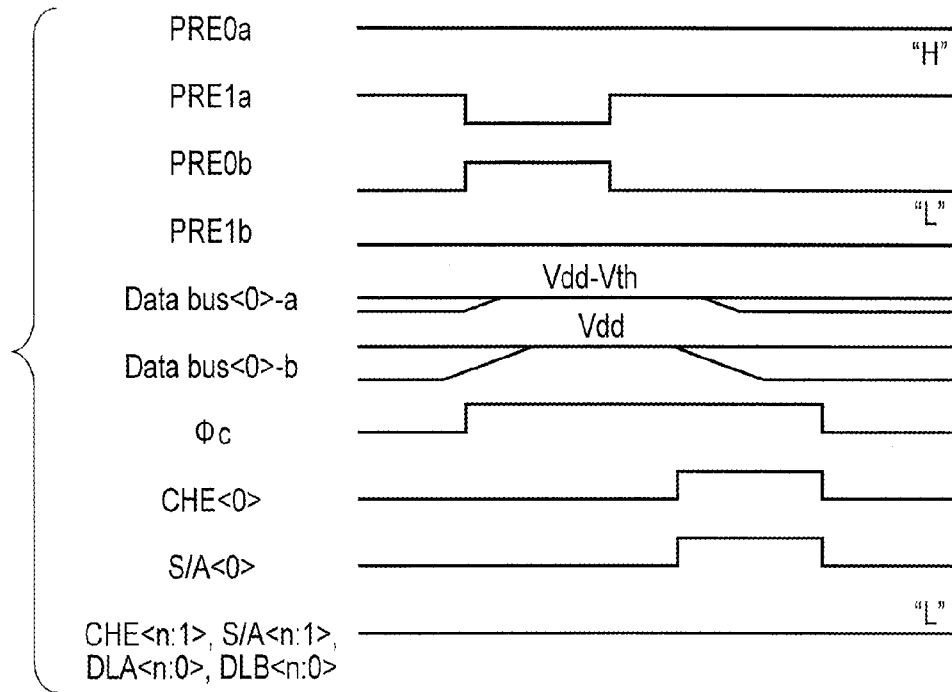 PRE0a
“H”
PRE1a
PRE0b
“L”
PRE1b
Vdd-Vth
Data bus<0>-a
Vdd
Data bus<0>-b
Φc
CHE<0>
S/A<0>
“L”
CHE<n:1>, S/A<n:1>,
DLA<n:0>, DLB<n:0>